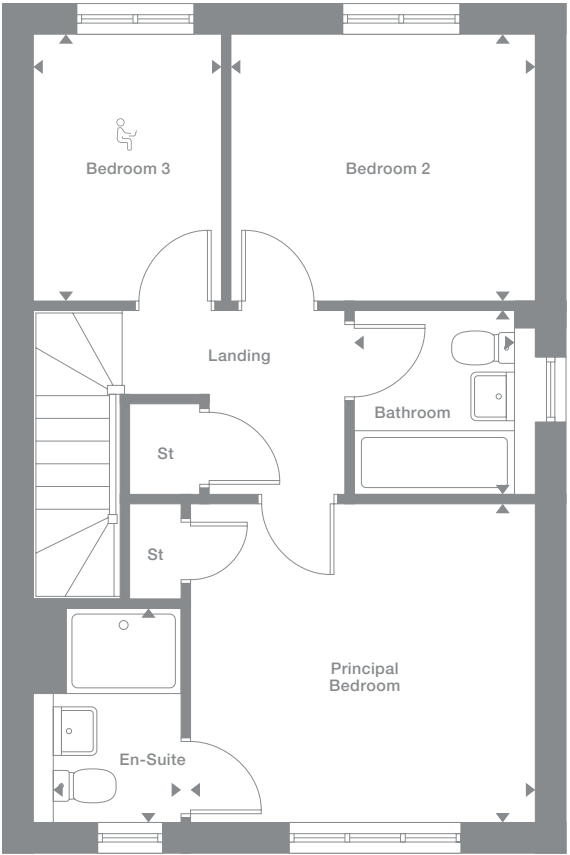 Bedroom 3
Bedroom 2
Landing
Bathroom
St
St
Principal
Bedroom
En-Suite